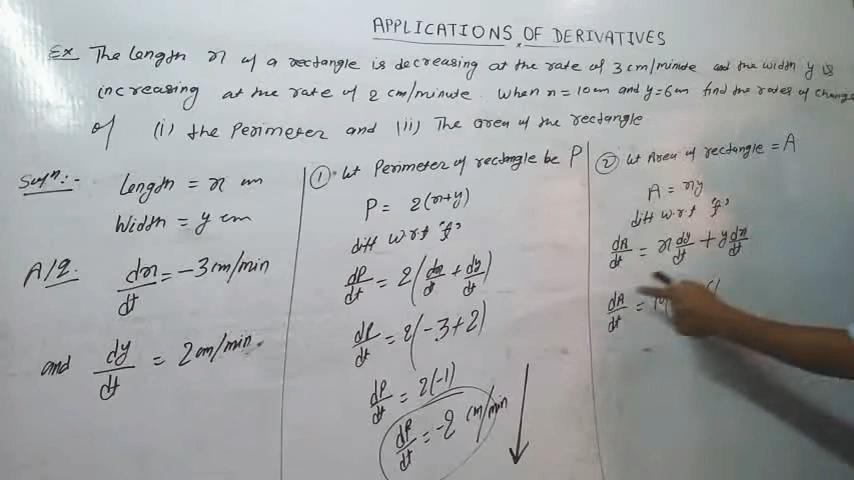 APPLICATIONS OF DERIVATIVES
Ex The length x of a rectangle is decreasing at the rate of 3 cm/minute and the width y is
increasing at the rate of 2 cm/minute. When x = 10 cm and y = 6 cm find the rates of change
of (i) the Perimeter and (ii) The area of the rectangle
Solⁿ:-
Length = x cm
Width = y cm
A/Q.
dx/dt = -3 cm/min
and dy/dt = 2 cm/min.
① Let Perimeter of rectangle be P
P = 2(x+y)
diff w.r.t 't'
dP/dt = 2(dx/dt + dy/dt)
dP/dt = 2(-3+2)
dP/dt = 2(-1)
dP/dt = -2 cm/min
② Let Area of rectangle = A
A = xy
diff w.r.t 't'
dA/dt = x dy/dt + y dx/dt
dA/dt =